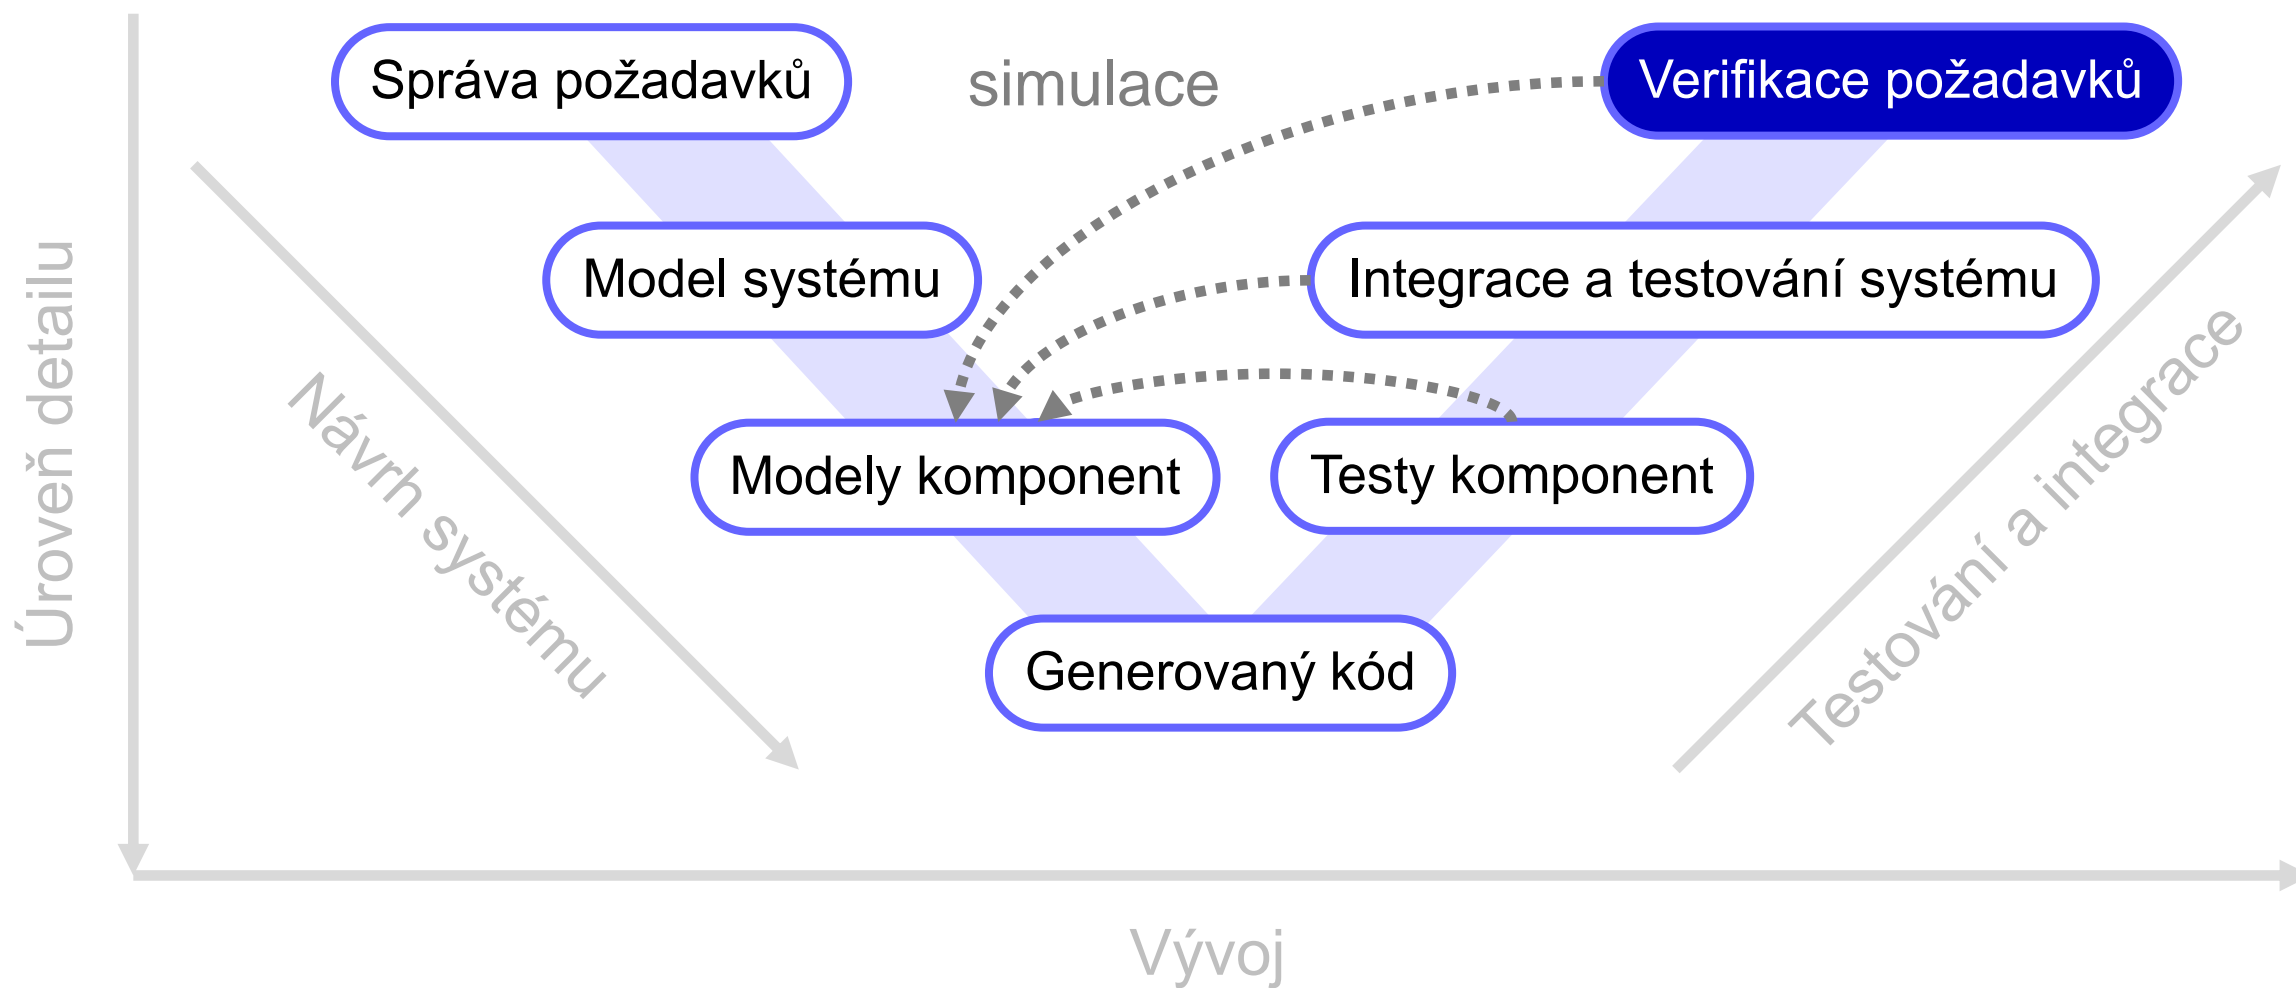 Správa požadavků
simulace
Verifikace požadavků
Model systému
Integrace a testování systému
Úroveň detailu
Návrh systému
Modely komponent
Testy komponent
Testování a integrace
Generovaný kód
Vývoj